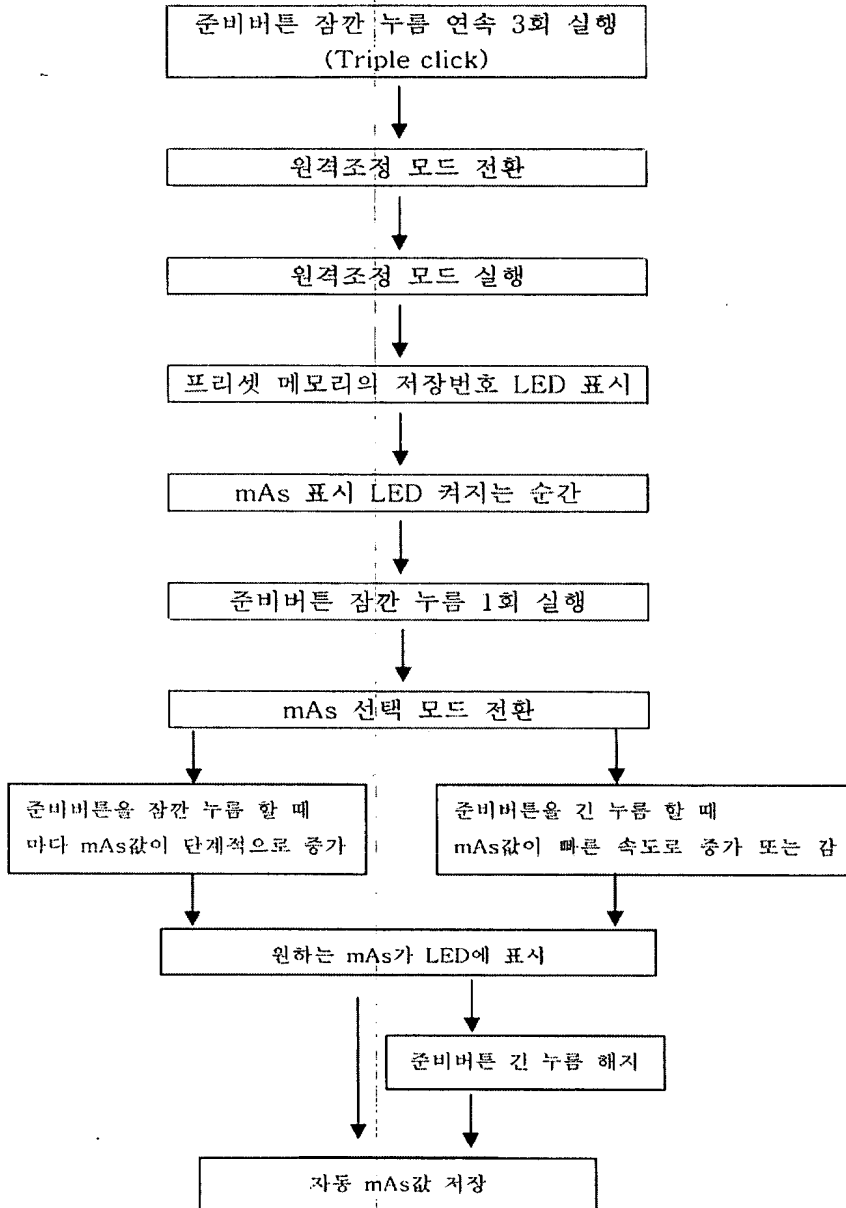 준비버튼 잠깐 누름 연속 3회 실행
(Triple click)
원격조정 모드 전환
원격조정 모드 실행
프리셋 메모리의 저장번호 LED 표시
mAs 표시 LED 켜지는 순간
준비버튼 잠깐 누름 1회 실행
mAs 선택 모드 전환
준비버튼을 잠깐 누름 할 때
마다 mAs값이 단계적으로 증가
준비버튼을 긴 누름 할 때
mAs값이 빠른 속도로 증가 또는 감
원하는 mAs가 LED에 표시
준비버튼 긴 누름 해지
자동 mAs값 저장